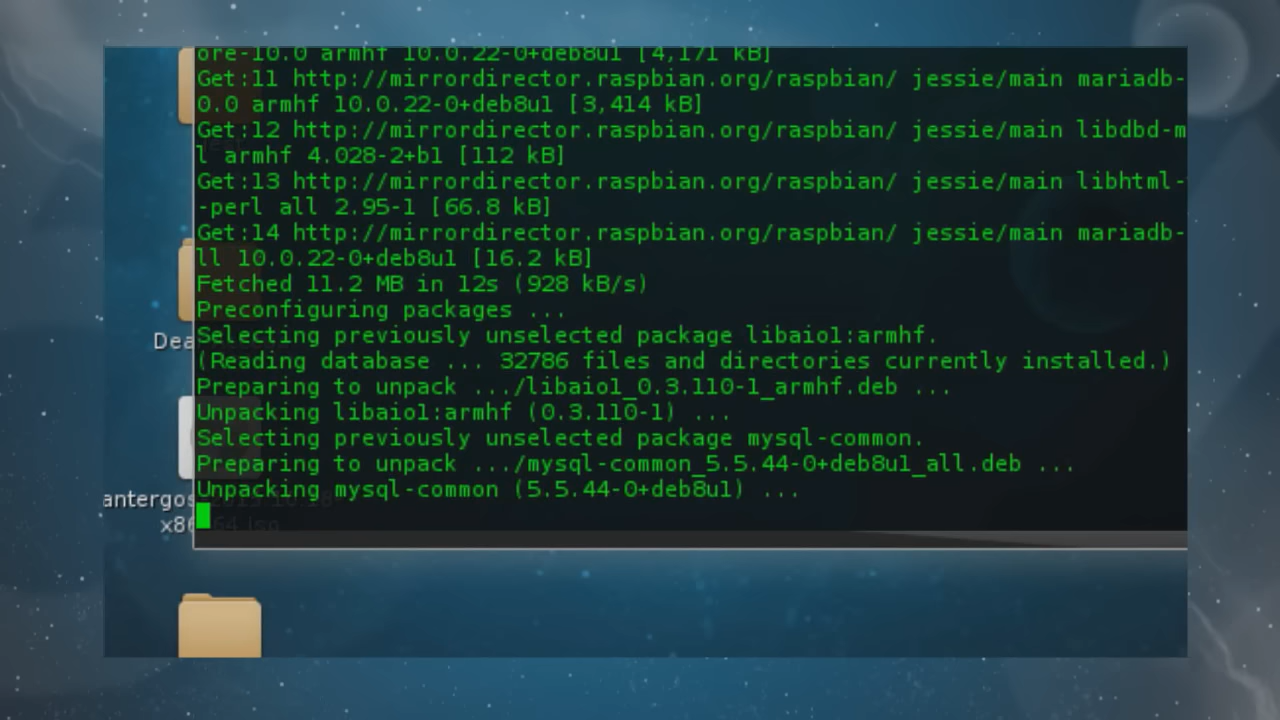 ore-10.0 armhf 10.0.22-0+deb8u1 [4,171 kB]
Get:11 http://mirrordirector.raspbian.org/raspbian/ jessie/main mariadb-
0.0 armhf 10.0.22-0+deb8u1 [3,414 kB]
Get:12 http://mirrordirector.raspbian.org/raspbian/ jessie/main libdbd-m
l armhf 4.028-2+b1 [112 kB]
Get:13 http://mirrordirector.raspbian.org/raspbian/ jessie/main libhtml-
-perl all 2.95-1 [66.8 kB]
Get:14 http://mirrordirector.raspbian.org/raspbian/ jessie/main mariadb-
ll 10.0.22-0+deb8u1 [16.2 kB]
Fetched 11.2 MB in 12s (928 kB/s)
Preconfiguring packages ...
Selecting previously unselected package libaio1:armhf.
(Reading database ... 32786 files and directories currently installed.)
Preparing to unpack .../libaio1_0.3.110-1_armhf.deb ...
Unpacking libaio1:armhf (0.3.110-1) ...
Selecting previously unselected package mysql-common.
Preparing to unpack .../mysql-common_5.5.44-0+deb8u1_all.deb ...
Unpacking mysql-common (5.5.44-0+deb8u1) ...
Dea
antergos
x86_64.iso